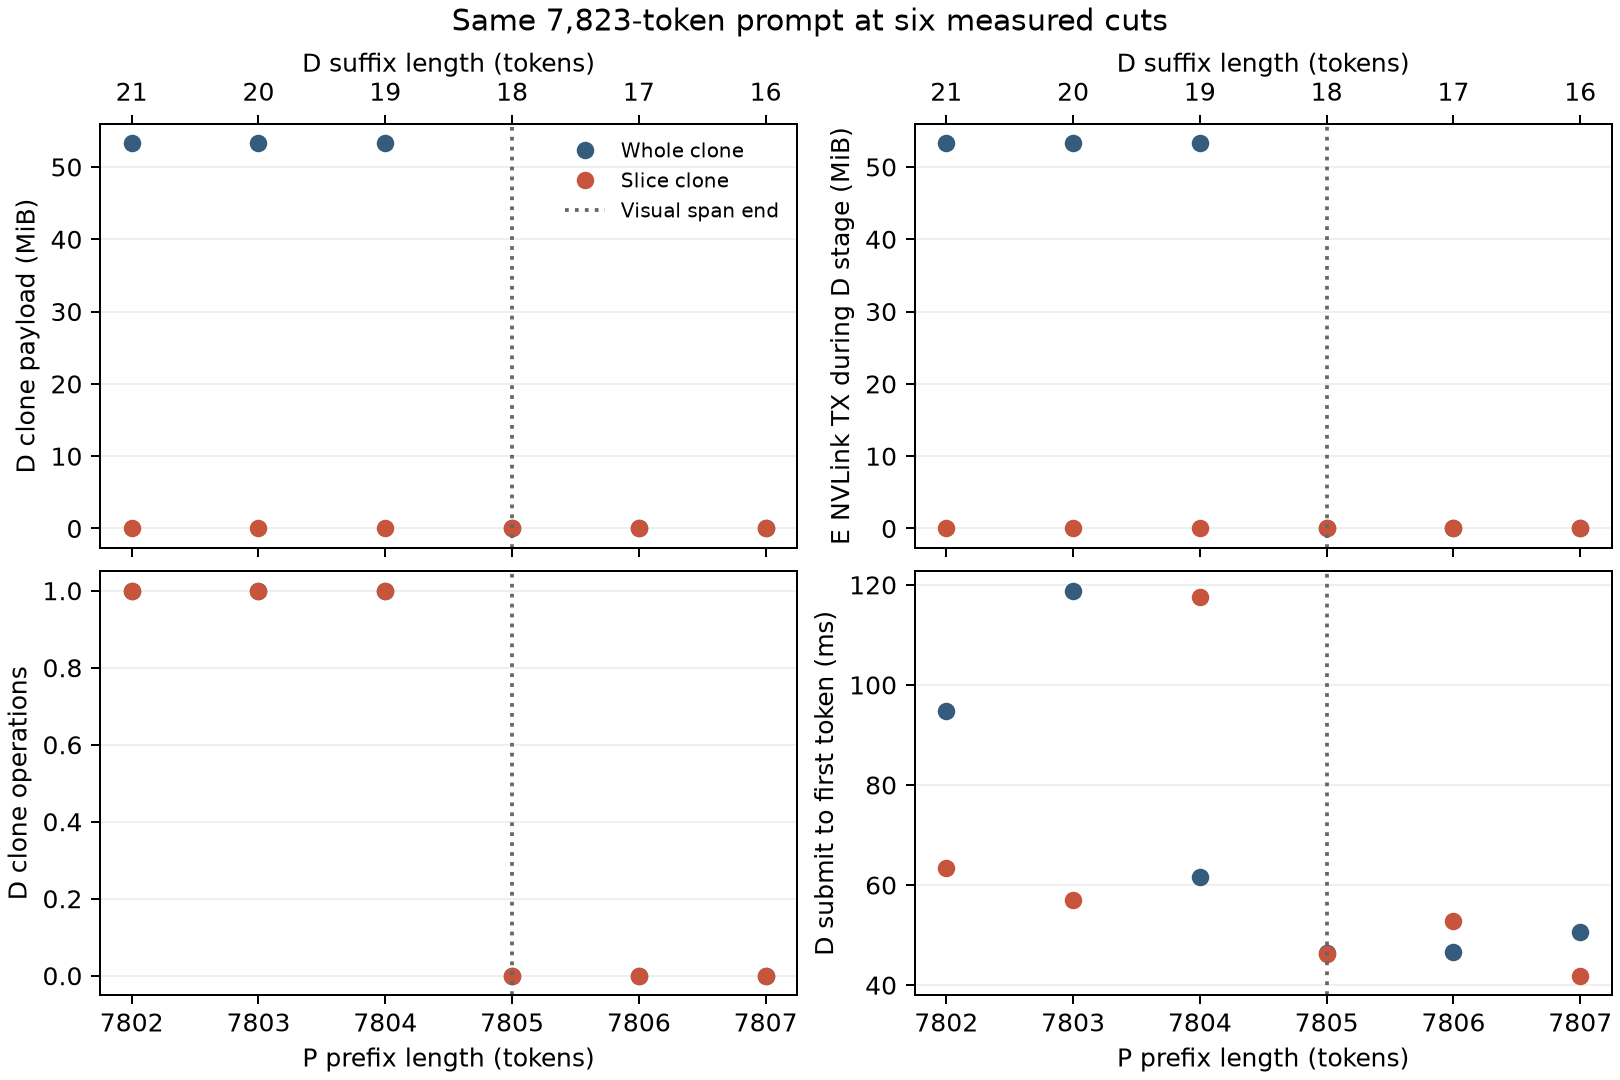 Same 7,823-token prompt at six measured cuts
D suffix length (tokens)
21 20 19 18 17 16
D clone payload (MiB)
50
40
30
20
10
0
Whole clone
Slice clone
Visual span end
D suffix length (tokens)
21 20 19 18 17 16
E NVLink TX during D stage (MiB)
50
40
30
20
10
0
D clone operations
1.0
0.8
0.6
0.4
0.2
0.0
7802 7803 7804 7805 7806 7807
P prefix length (tokens)
D submit to first token (ms)
120
100
80
60
40
7802 7803 7804 7805 7806 7807
P prefix length (tokens)